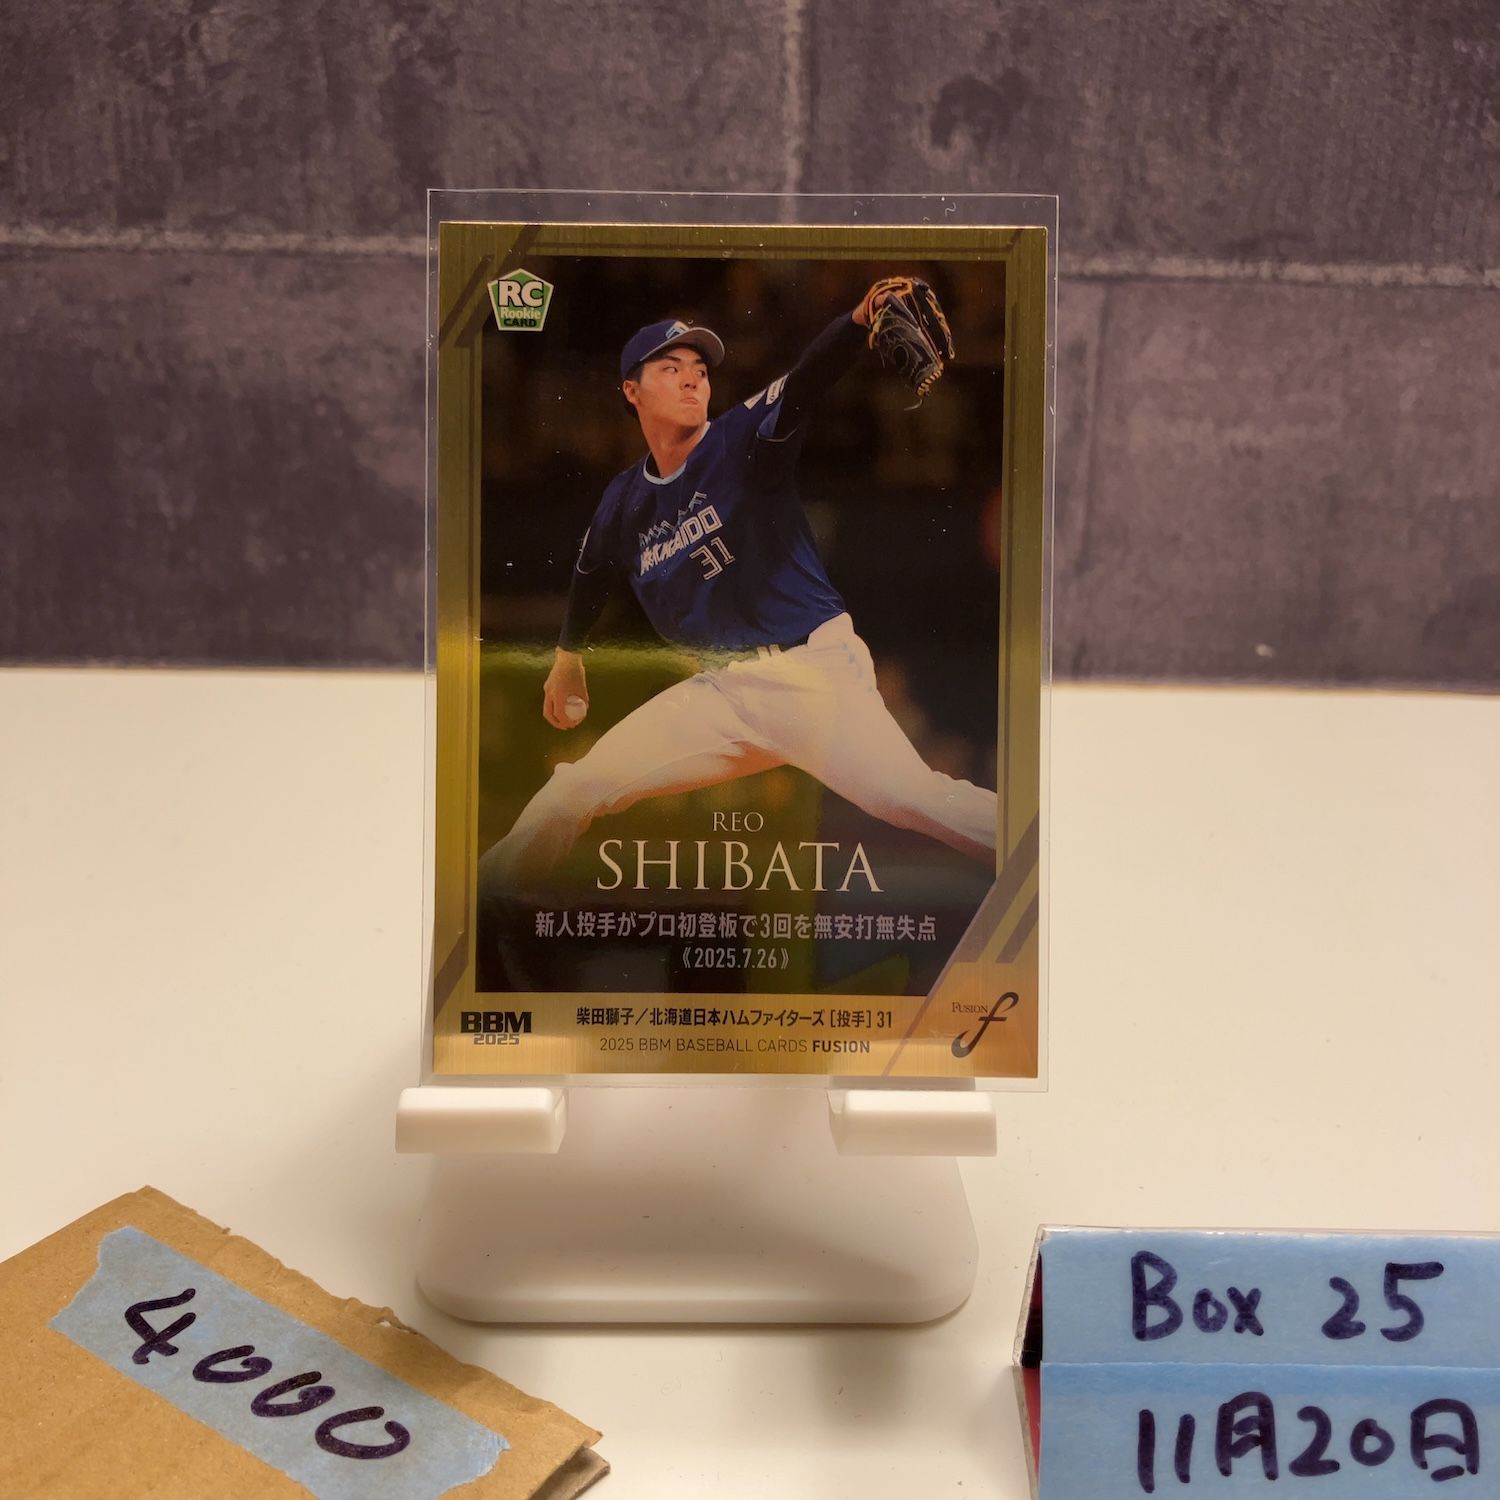 RC
Rookie
CARD
HOKKAIDO
31
REO
SHIBATA
新人投手がプロ初登板で3回を無安打無失点
《2025.7.26》
BBM
2025
柴田獅子／北海道日本ハムファイターズ［投手］31
2025 BBM BASEBALL CARDS FUSION
FUSION
f
4000
Box 25
11月20日